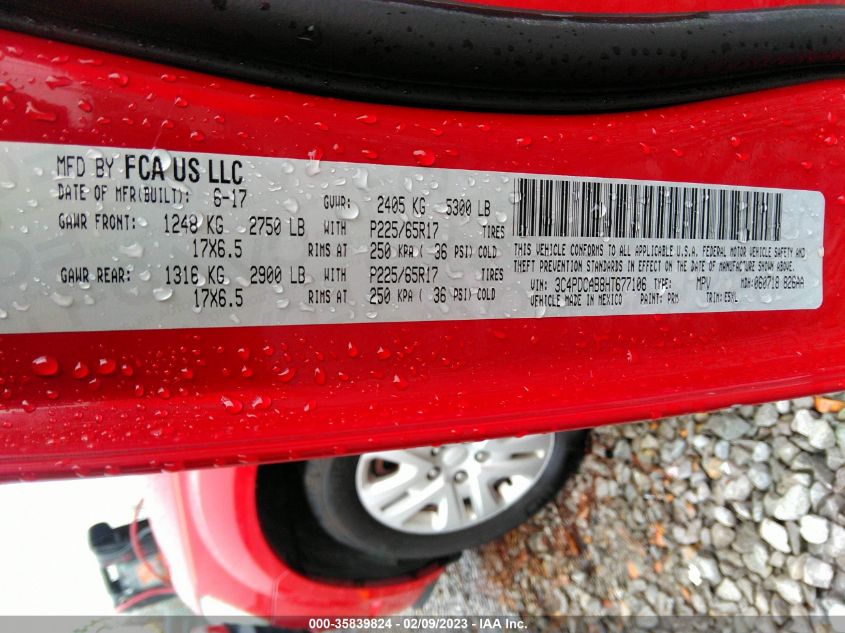 MFD BY FCA US LLC
DATE OF MFR(BUILT): 6-17 GVWR: 2405 KG 5300 LB
GAWR FRONT: 1248 KG 2750 LB WITH P225/65R17 TIRES
17X6.5 RIMS AT 250 KPA ( 36 PSI) COLD
GAWR REAR: 1316 KG 2900 LB WITH P225/65R17 TIRES
17X6.5 RIMS AT 250 KPA ( 36 PSI) COLD
THIS VEHICLE CONFORMS TO ALL APPLICABLE U.S.A. FEDERAL MOTOR VEHICLE SAFETY AND
THEFT PREVENTION STANDARDS IN EFFECT ON THE DATE OF MANUFACTURE SHOWN ABOVE.
VIN: 3C4PDCAB8HT677106 TYPE: MPV MDH: 060718 826AA
VEHICLE MADE IN MEXICO PAINT: PRM TRIM: E5XL
000-35839824 - 02/09/2023 - IAA Inc.